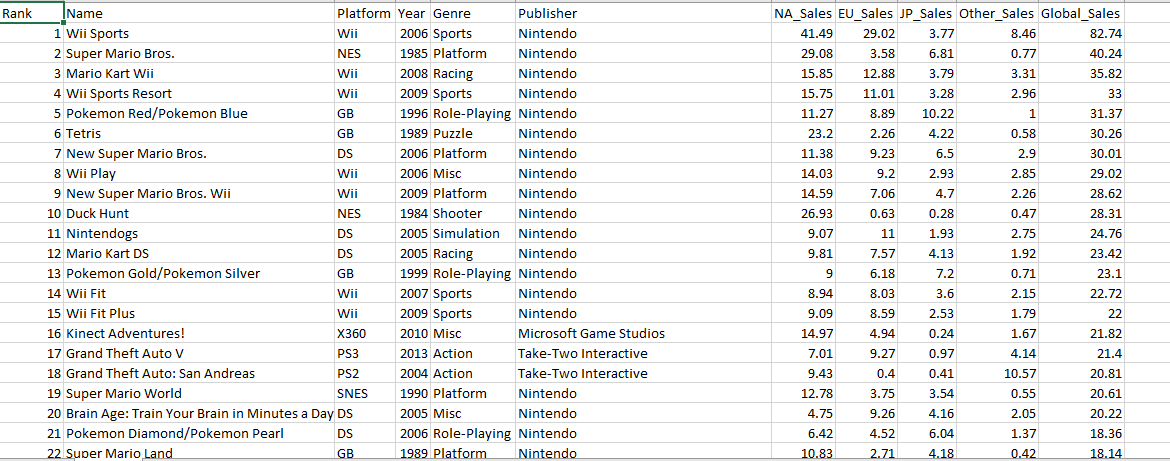 Rank Name Platform Year Genre Publisher NA_Sales EU_Sales JP_Sales Other_Sales Global_Sales
1 Wii Sports Wii 2006 Sports Nintendo 41.49 29.02 3.77 8.46 82.74
2 Super Mario Bros. NES 1985 Platform Nintendo 29.08 3.58 6.81 0.77 40.24
3 Mario Kart Wii Wii 2008 Racing Nintendo 15.85 12.88 3.79 3.31 35.82
4 Wii Sports Resort Wii 2009 Sports Nintendo 15.75 11.01 3.28 2.96 33
5 Pokemon Red/Pokemon Blue GB 1996 Role-Playing Nintendo 11.27 8.89 10.22 1 31.37
6 Tetris GB 1989 Puzzle Nintendo 23.2 2.26 4.22 0.58 30.26
7 New Super Mario Bros. DS 2006 Platform Nintendo 11.38 9.23 6.5 2.9 30.01
8 Wii Play Wii 2006 Misc Nintendo 14.03 9.2 2.93 2.85 29.02
9 New Super Mario Bros. Wii Wii 2009 Platform Nintendo 14.59 7.06 4.7 2.26 28.62
10 Duck Hunt NES 1984 Shooter Nintendo 26.93 0.63 0.28 0.47 28.31
11 Nintendogs DS 2005 Simulation Nintendo 9.07 11 1.93 2.75 24.76
12 Mario Kart DS DS 2005 Racing Nintendo 9.81 7.57 4.13 1.92 23.42
13 Pokemon Gold/Pokemon Silver GB 1999 Role-Playing Nintendo 9 6.18 7.2 0.71 23.1
14 Wii Fit Wii 2007 Sports Nintendo 8.94 8.03 3.6 2.15 22.72
15 Wii Fit Plus Wii 2009 Sports Nintendo 9.09 8.59 2.53 1.79 22
16 Kinect Adventures! X360 2010 Misc Microsoft Game Studios 14.97 4.94 0.24 1.67 21.82
17 Grand Theft Auto V PS3 2013 Action Take-Two Interactive 7.01 9.27 0.97 4.14 21.4
18 Grand Theft Auto: San Andreas PS2 2004 Action Take-Two Interactive 9.43 0.4 0.41 10.57 20.81
19 Super Mario World SNES 1990 Platform Nintendo 12.78 3.75 3.54 0.55 20.61
20 Brain Age: Train Your Brain in Minutes a Day DS 2005 Misc Nintendo 4.75 9.26 4.16 2.05 20.22
21 Pokemon Diamond/Pokemon Pearl DS 2006 Role-Playing Nintendo 6.42 4.52 6.04 1.37 18.36
22 Super Mario Land GB 1989 Platform Nintendo 10.83 2.71 4.18 0.42 18.14